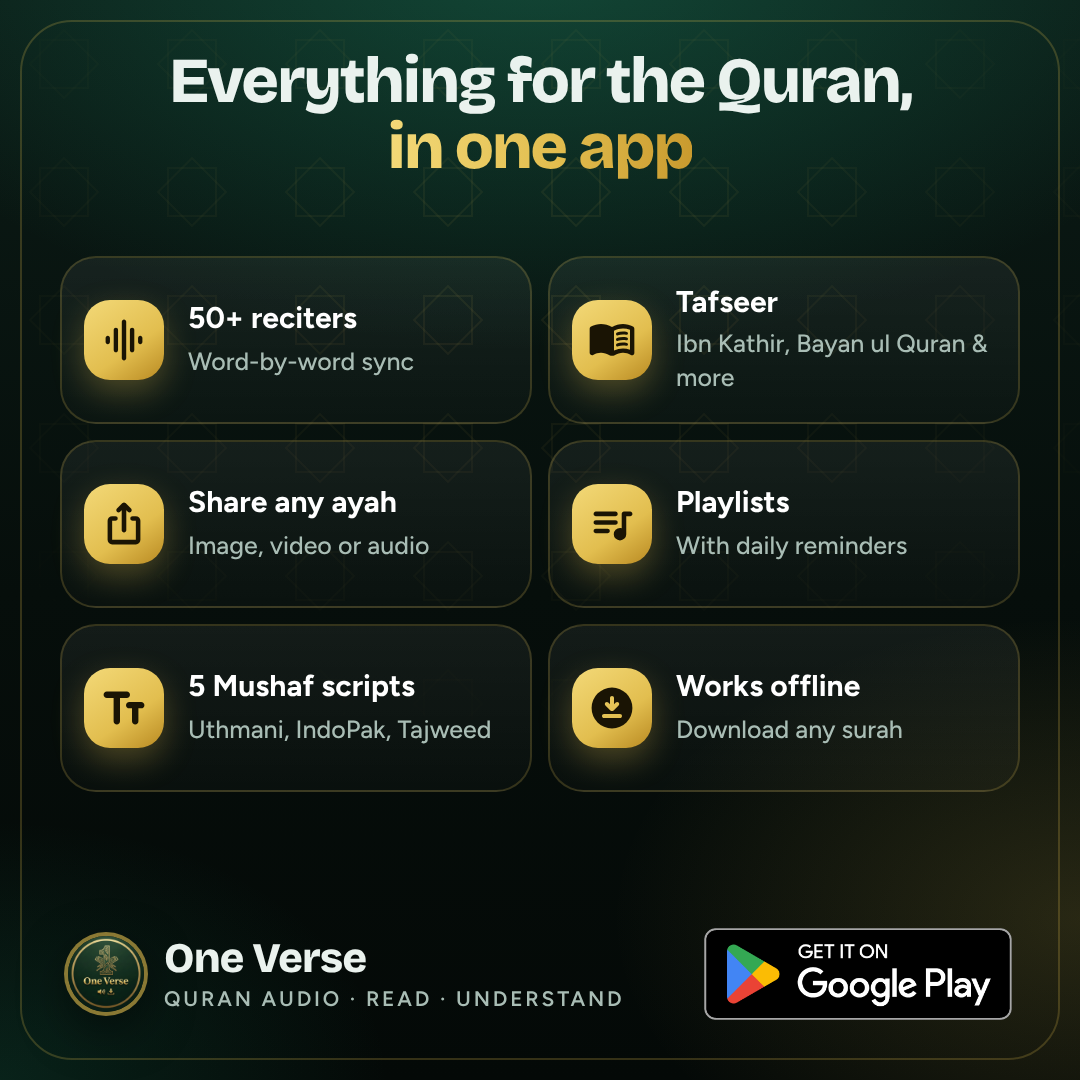 Everything for the Quran,
in one app
50+ reciters
Word-by-word sync
Tafseer
Ibn Kathir, Bayan ul Quran &
more
Share any ayah
Image, video or audio
Playlists
With daily reminders
5 Mushaf scripts
Uthmani, IndoPak, Tajweed
Works offline
Download any surah
One Verse
One Verse
QURAN AUDIO · READ · UNDERSTAND
GET IT ON
Google Play